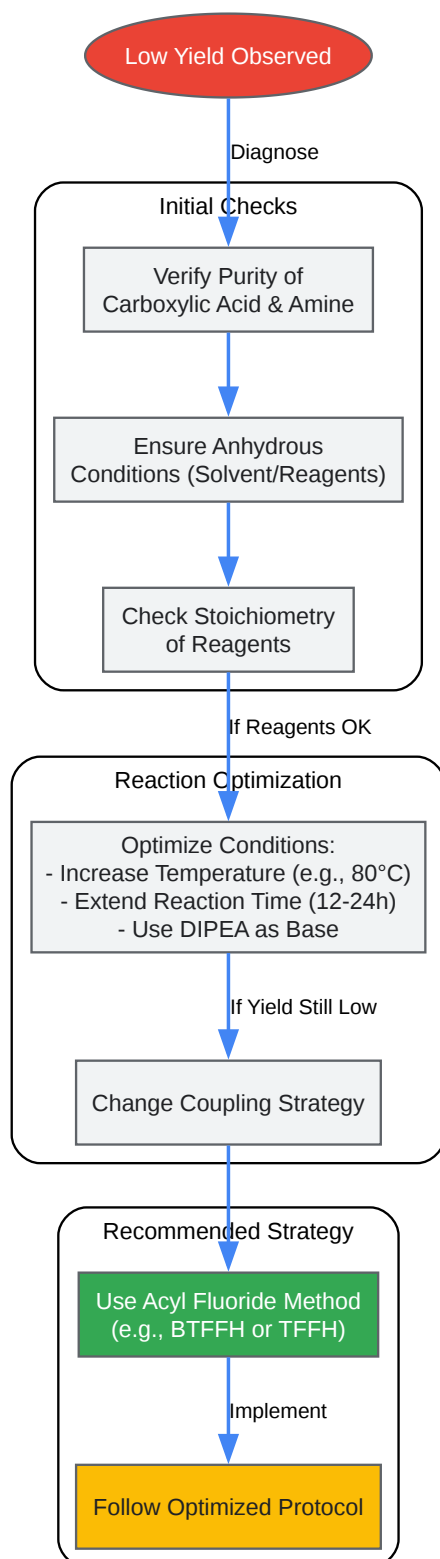 Low Yield Observed
Diagnose
Initial Checks
Verify Purity of
Carboxylic Acid & Amine
Ensure Anhydrous
Conditions (Solvent/Reagents)
Check Stoichiometry
of Reagents
If Reagents OK
Reaction Optimization
Optimize Conditions:
- Increase Temperature (e.g., 80°C)
- Extend Reaction Time (12-24h)
- Use DIPEA as Base
If Yield Still Low
Change Coupling Strategy
Recommended Strategy
Use Acyl Fluoride Method
(e.g., BTFFH or TFFH)
Implement
Follow Optimized Protocol